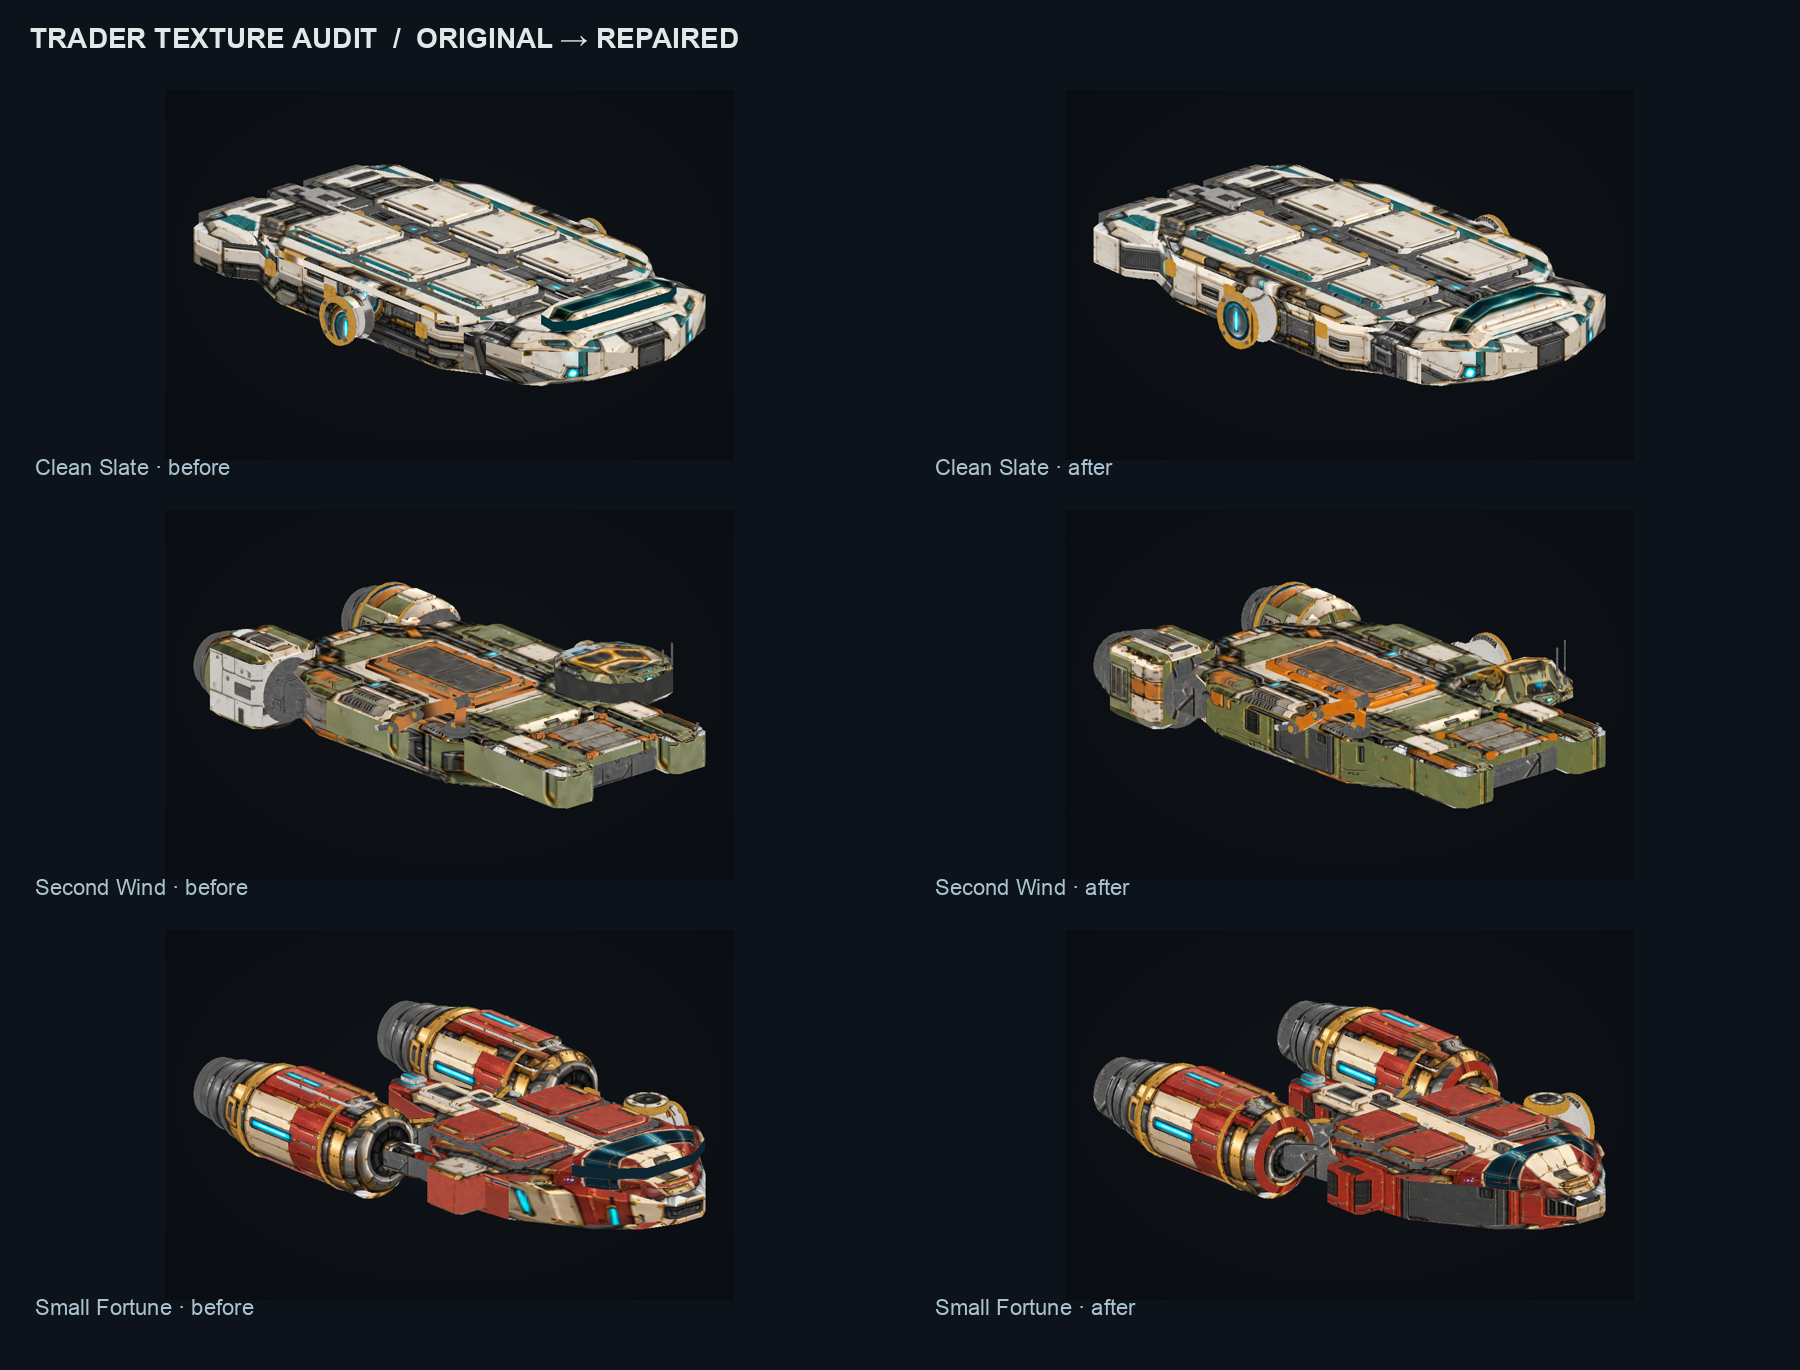 TRADER TEXTURE AUDIT / ORIGINAL → REPAIRED
Clean Slate · before
Clean Slate · after
Second Wind · before
Second Wind · after
Small Fortune · before
Small Fortune · after